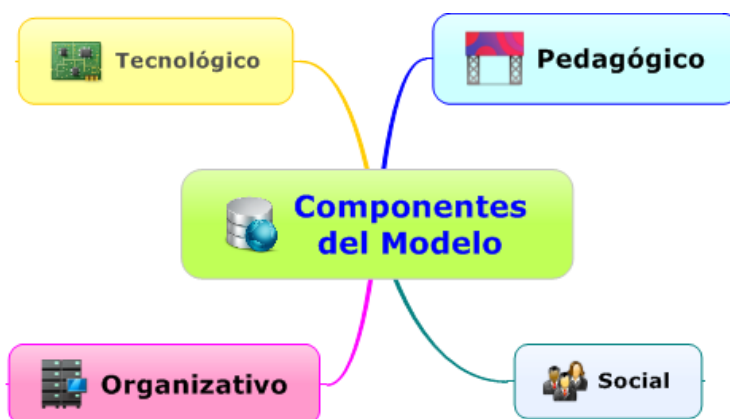 Tecnológico
Pedagógico
Componentes
del Modelo
Organizativo
Social